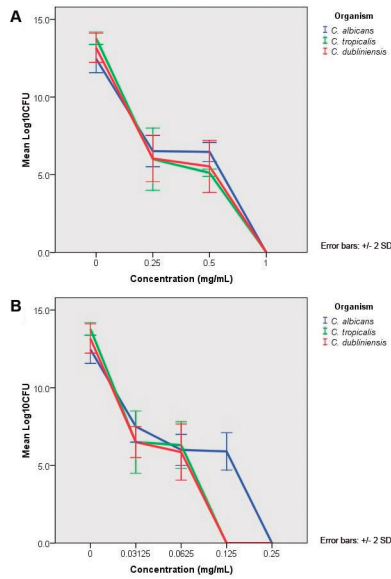 A
15.0
10.0
5.0
0.0
Mean Log10CFU
0
0.25
0.5
1
Concentration (mg/mL)
Organism
C. albicans
C. tropicalis
C. dubliniensis
Error bars: +/- 2 SD
B
15.0
10.0
5.0
0.0
Mean Log10CFU
0
0.03125
0.0625
0.125
0.25
Concentration (mg/mL)
Organism
C. albicans
C. tropicalis
C. dubliniensis
Error bars: +/- 2 SD